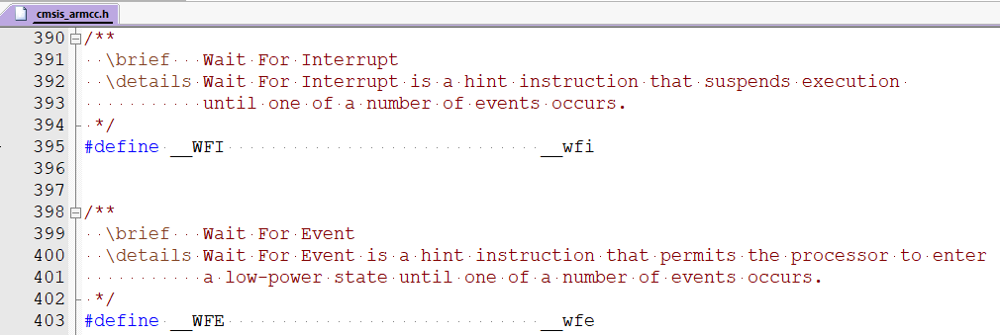 cmsis_armcc.h
390 /**
391   \brief   Wait For Interrupt
392   \details Wait For Interrupt is a hint instruction that suspends execution
393            until one of a number of events occurs.
394  */
395 #define __WFI                             __wfi
396
397
398 /**
399   \brief   Wait For Event
400   \details Wait For Event is a hint instruction that permits the processor to enter
401            a low-power state until one of a number of events occurs.
402  */
403 #define __WFE                             __wfe